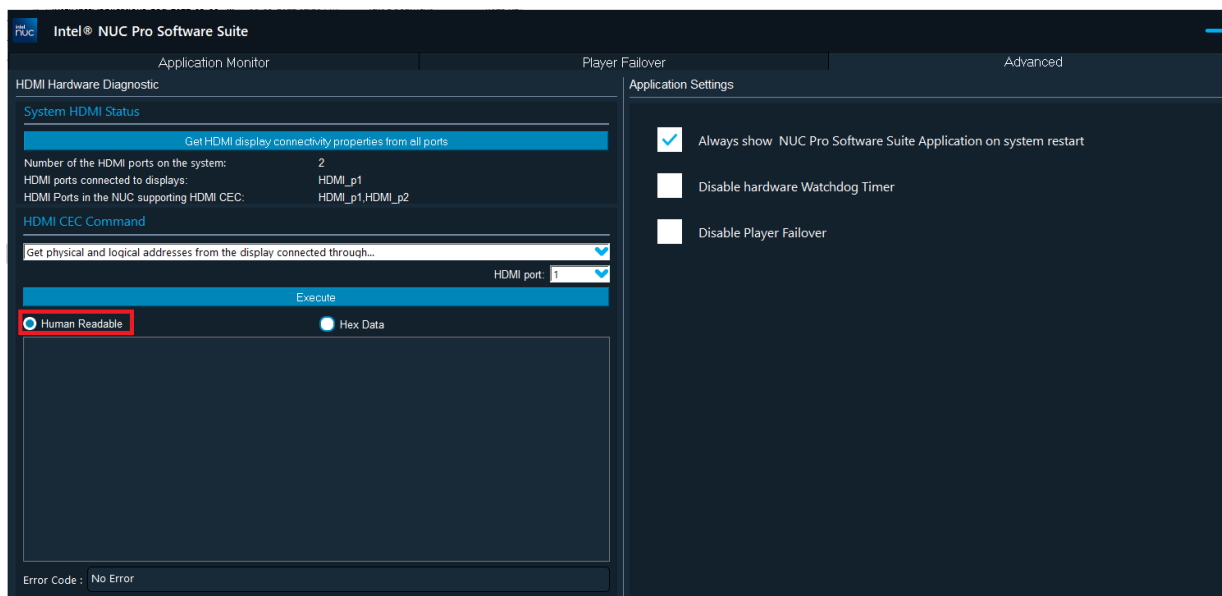 intel NUC
Intel® NUC Pro Software Suite
Application Monitor
Player Failover
Advanced
HDMI Hardware Diagnostic
System HDMI Status
Get HDMI display connectivity properties from all ports
Number of the HDMI ports on the system: 2
HDMI ports connected to displays: HDMI_p1
HDMI Ports in the NUC supporting HDMI CEC: HDMI_p1,HDMI_p2
HDMI CEC Command
Get physical and logical addresses from the display connected through...
HDMI port: 1
Execute
Human Readable
Hex Data
Error Code : No Error
Application Settings
Always show NUC Pro Software Suite Application on system restart
Disable hardware Watchdog Timer
Disable Player Failover